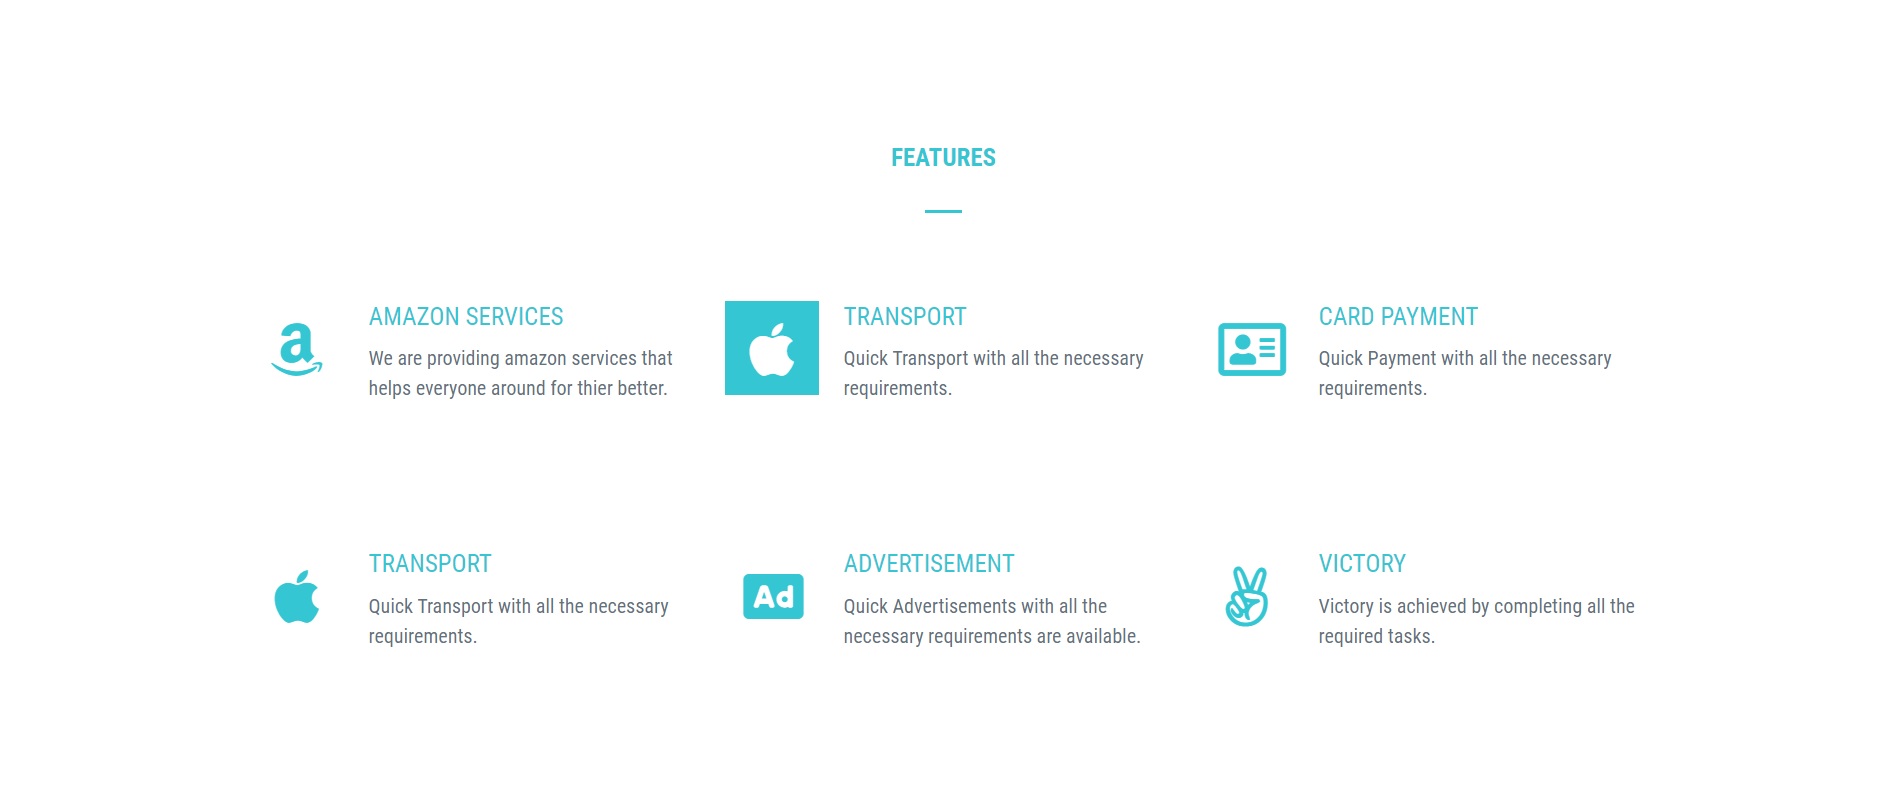 FEATURES
AMAZON SERVICES
We are providing amazon services that
helps everyone around for thier better.
TRANSPORT
Quick Transport with all the necessary
requirements.
CARD PAYMENT
Quick Payment with all the necessary
requirements.
TRANSPORT
Quick Transport with all the necessary
requirements.
Ad
ADVERTISEMENT
Quick Advertisements with all the
necessary requirements are available.
VICTORY
Victory is achieved by completing all the
required tasks.